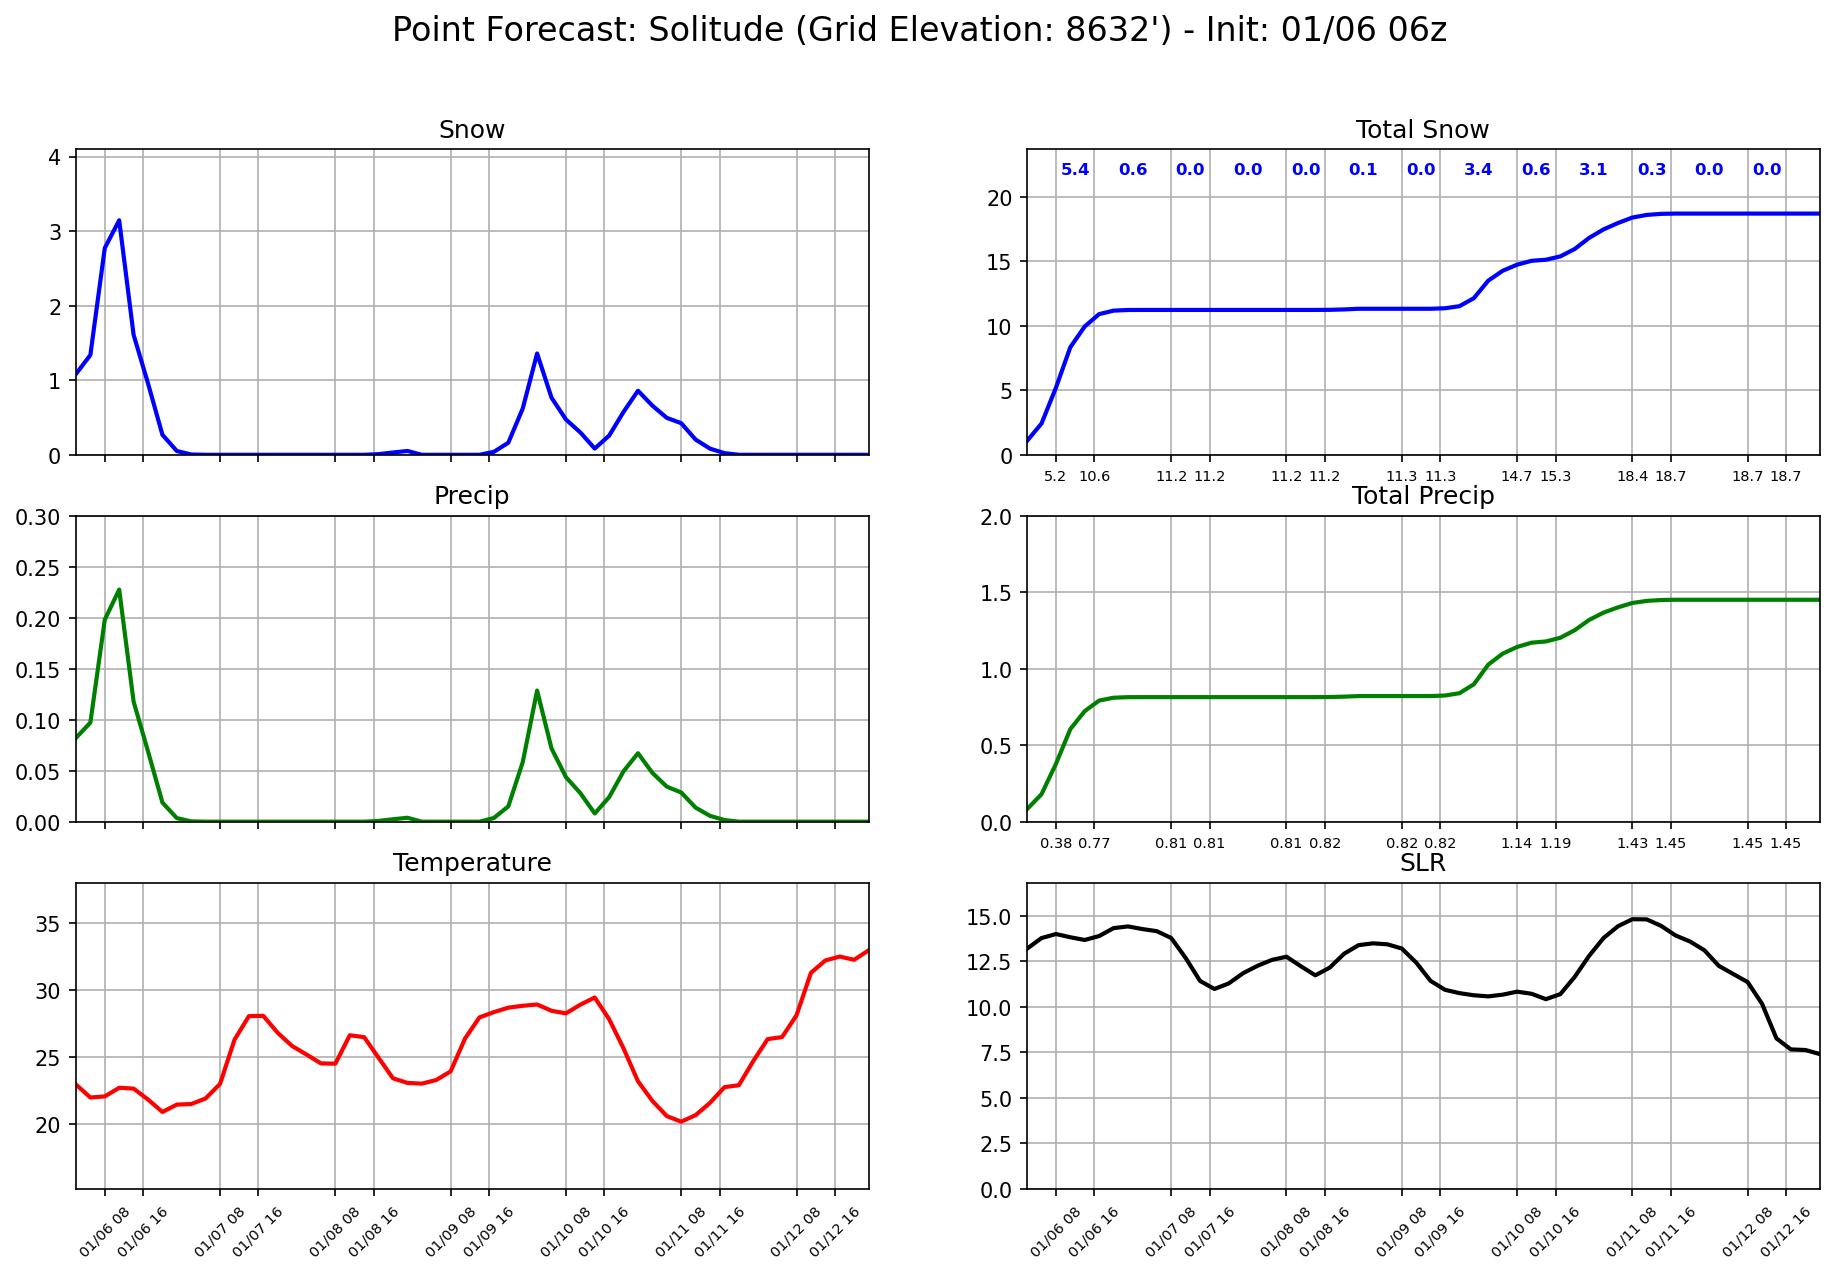 Point Forecast: Solitude (Grid Elevation: 8632') - Init: 01/06 06z
Snow
4
3
2
1
0
Total Snow
5.4 0.6 0.0 0.0 0.0 0.1 0.0 3.4 0.6 3.1 0.3 0.0 0.0
20
15
10
5
0
5.2 10.6 11.2 11.2 11.2 11.2 11.3 11.3 14.7 15.3 18.4 18.7 18.7 18.7
Precip
0.30
0.25
0.20
0.15
0.10
0.05
0.00
Total Precip
2.0
1.5
1.0
0.5
0.0
0.38 0.77 0.81 0.81 0.81 0.82 0.82 0.82 1.14 1.19 1.43 1.45 1.45 1.45
Temperature
35
30
25
20
01/06 08 01/06 16 01/07 08 01/07 16 01/08 08 01/08 16 01/09 08 01/09 16 01/10 08 01/10 16 01/11 08 01/11 16 01/12 08 01/12 16
SLR
15.0
12.5
10.0
7.5
5.0
2.5
0.0
01/06 08 01/06 16 01/07 08 01/07 16 01/08 08 01/08 16 01/09 08 01/09 16 01/10 08 01/10 16 01/11 08 01/11 16 01/12 08 01/12 16